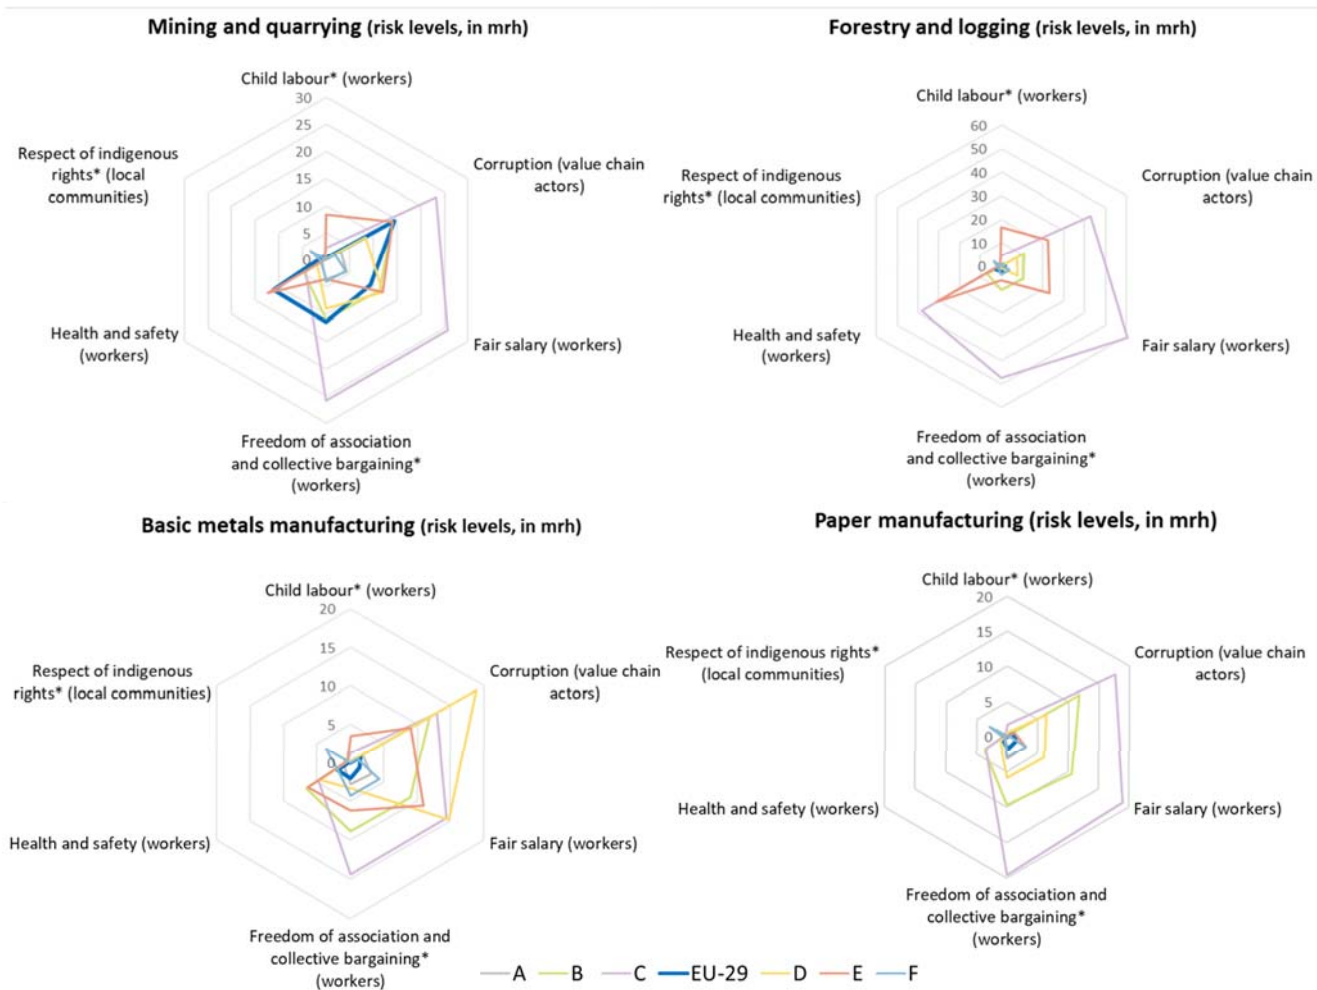 Mining and quarrying (risk levels, in mrh)
Child labour* (workers)
30
25
20
15
10
5
0
Corruption (value chain
actors)
Fair salary (workers)
Freedom of association
and collective bargaining*
(workers)
Health and safety
(workers)
Respect of indigenous
rights* (local
communities)
Forestry and logging (risk levels, in mrh)
Child labour* (workers)
60
50
40
30
20
10
0
Corruption (value chain
actors)
Fair salary (workers)
Freedom of association
and collective bargaining*
(workers)
Health and safety
(workers)
Respect of indigenous
rights* (local communities)
Basic metals manufacturing (risk levels, in mrh)
Child labour* (workers)
20
15
10
5
0
Corruption (value chain
actors)
Fair salary (workers)
Freedom of association and
collective bargaining*
(workers)
Health and safety (workers)
Respect of indigenous
rights* (local communities)
Paper manufacturing (risk levels, in mrh)
Child labour* (workers)
20
15
10
5
0
Corruption (value chain
actors)
Fair salary (workers)
Freedom of association and
collective bargaining*
(workers)
Health and safety (workers)
Respect of indigenous rights*
(local communities)
A B C EU-29 D E F